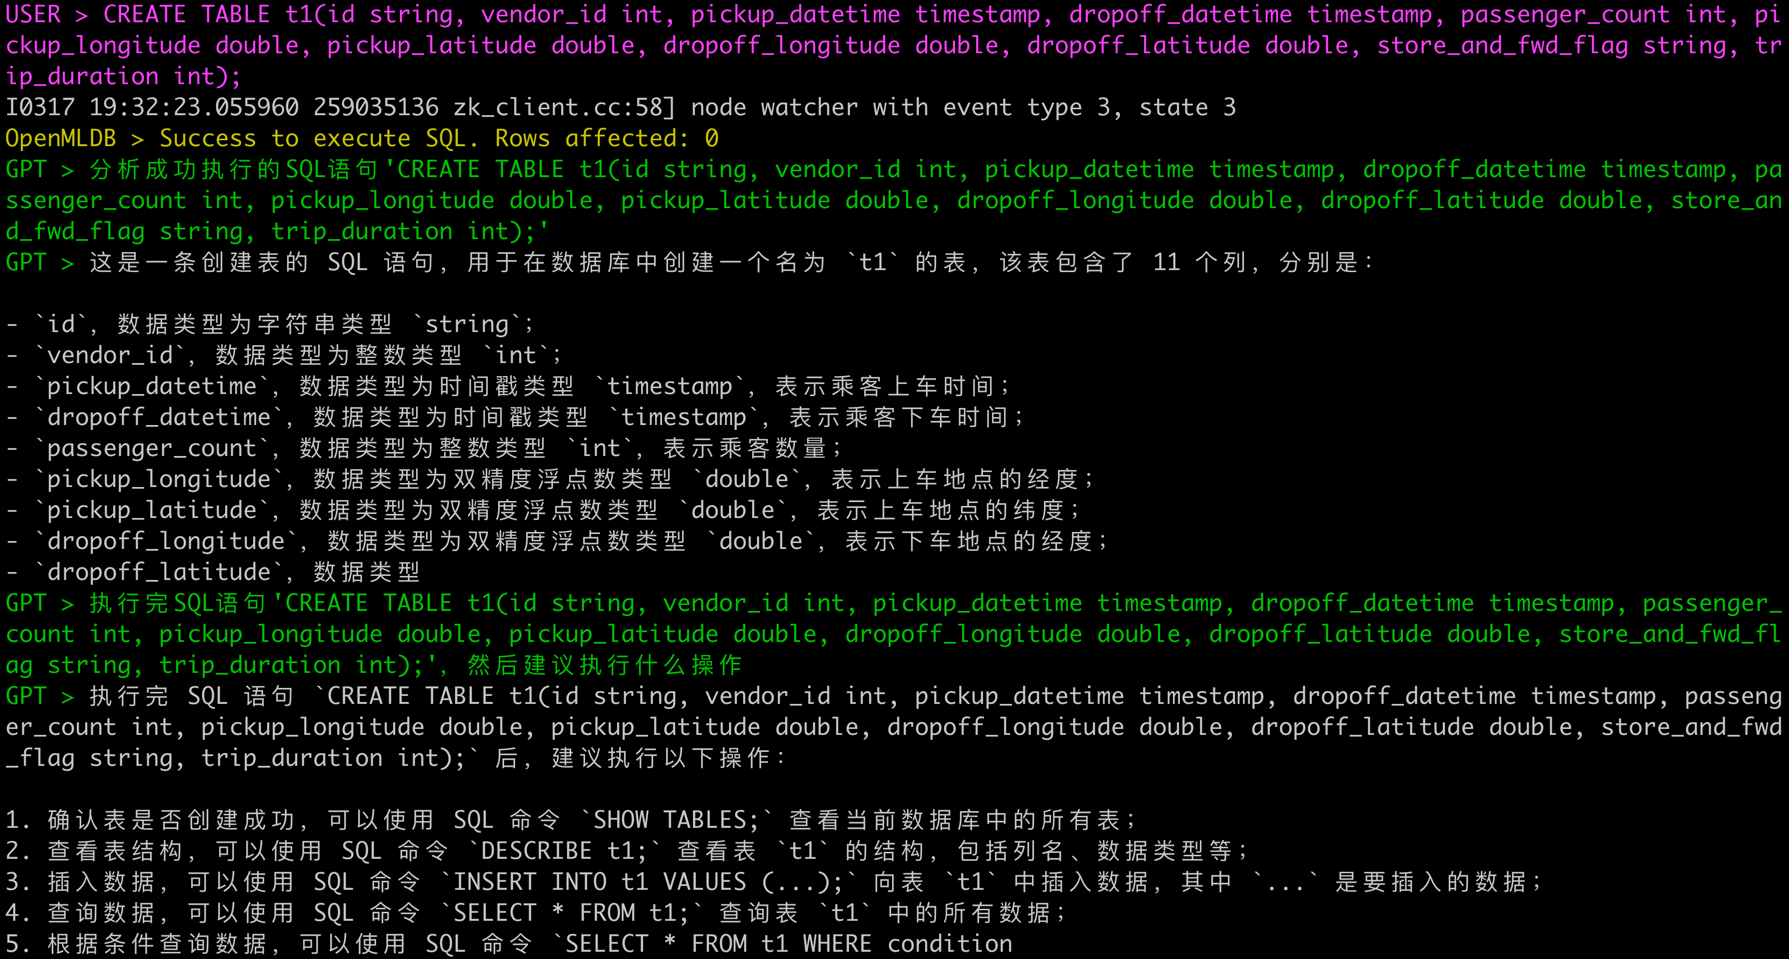 USER > CREATE TABLE t1(id string, vendor_id int, pickup_datetime timestamp, dropoff_datetime timestamp, passenger_count int, pi
ckup_longitude double, pickup_latitude double, dropoff_longitude double, dropoff_latitude double, store_and_fwd_flag string, tr
ip_duration int);
I0317 19:32:23.055960 259035136 zk_client.cc:58] node watcher with event type 3, state 3
OpenMLDB > Success to execute SQL. Rows affected: 0
GPT > 分析成功执行的SQL语句'CREATE TABLE t1(id string, vendor_id int, pickup_datetime timestamp, dropoff_datetime timestamp, pa
ssenger_count int, pickup_longitude double, pickup_latitude double, dropoff_longitude double, dropoff_latitude double, store_an
d_fwd_flag string, trip_duration int);'
GPT > 这是一条创建表的 SQL 语句，用于在数据库中创建一个名为 `t1` 的表，该表包含了 11 个列，分别是：
- `id`，数据类型为字符串类型 `string`；
- `vendor_id`，数据类型为整数类型 `int`；
- `pickup_datetime`，数据类型为时间戳类型 `timestamp`，表示乘客上车时间；
- `dropoff_datetime`，数据类型为时间戳类型 `timestamp`，表示乘客下车时间；
- `passenger_count`，数据类型为整数类型 `int`，表示乘客数量；
- `pickup_longitude`，数据类型为双精度浮点数类型 `double`，表示上车地点的经度；
- `pickup_latitude`，数据类型为双精度浮点数类型 `double`，表示上车地点的纬度；
- `dropoff_longitude`，数据类型为双精度浮点数类型 `double`，表示下车地点的经度；
- `dropoff_latitude`，数据类型
GPT > 执行完SQL语句'CREATE TABLE t1(id string, vendor_id int, pickup_datetime timestamp, dropoff_datetime timestamp, passenger_
count int, pickup_longitude double, pickup_latitude double, dropoff_longitude double, dropoff_latitude double, store_and_fwd_fl
ag string, trip_duration int);'，然后建议执行什么操作
GPT > 执行完 SQL 语句 `CREATE TABLE t1(id string, vendor_id int, pickup_datetime timestamp, dropoff_datetime timestamp, passeng
er_count int, pickup_longitude double, pickup_latitude double, dropoff_longitude double, dropoff_latitude double, store_and_fwd
_flag string, trip_duration int);` 后，建议执行以下操作：
1. 确认表是否创建成功，可以使用 SQL 命令 `SHOW TABLES;` 查看当前数据库中的所有表；
2. 查看表结构，可以使用 SQL 命令 `DESCRIBE t1;` 查看表 `t1` 的结构，包括列名、数据类型等；
3. 插入数据，可以使用 SQL 命令 `INSERT INTO t1 VALUES (...);` 向表 `t1` 中插入数据，其中 `...` 是要插入的数据；
4. 查询数据，可以使用 SQL 命令 `SELECT * FROM t1;` 查询表 `t1` 中的所有数据；
5. 根据条件查询数据，可以使用 SQL 命令 `SELECT * FROM t1 WHERE condition